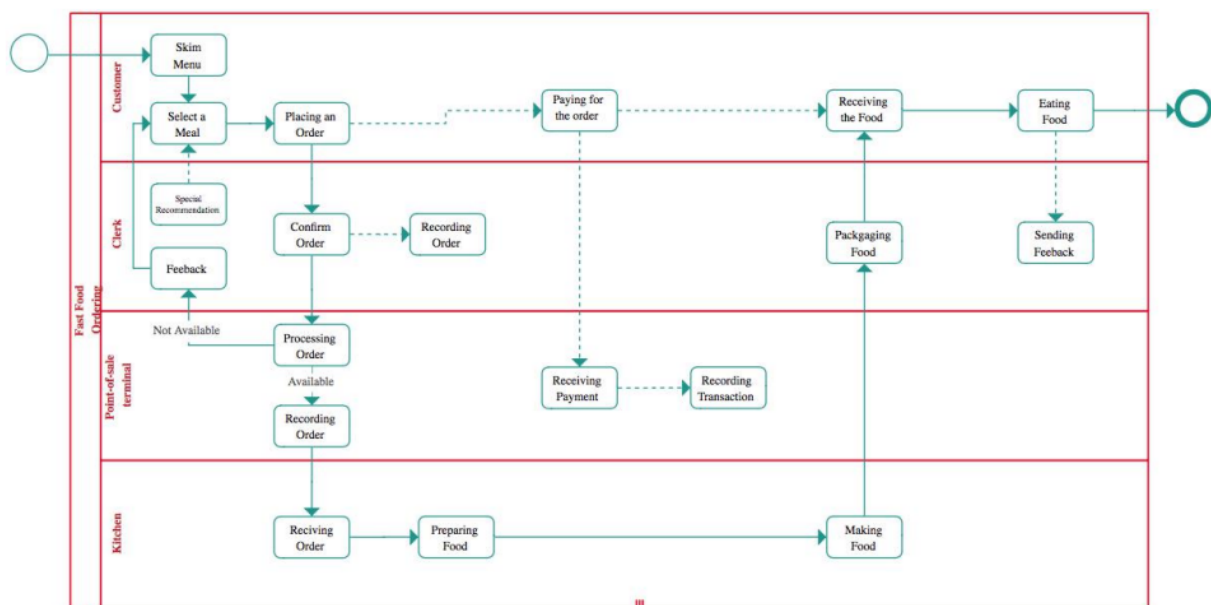 Fast Food
Ordering
Customer
Skim
Menu
Select a
Meal
Placing an
Order
Paying for
the order
Receiving
the Food
Eating
Food
Clerk
Special
Recommendation
Feeback
Confirm
Order
Recording
Order
Packgaging
Food
Sending
Feeback
Point-of-sale
terminal
Not Available
Processing
Order
Available
Recording
Order
Receiving
Payment
Recording
Transaction
Kitchen
Reciving
Order
Preparing
Food
Making
Food